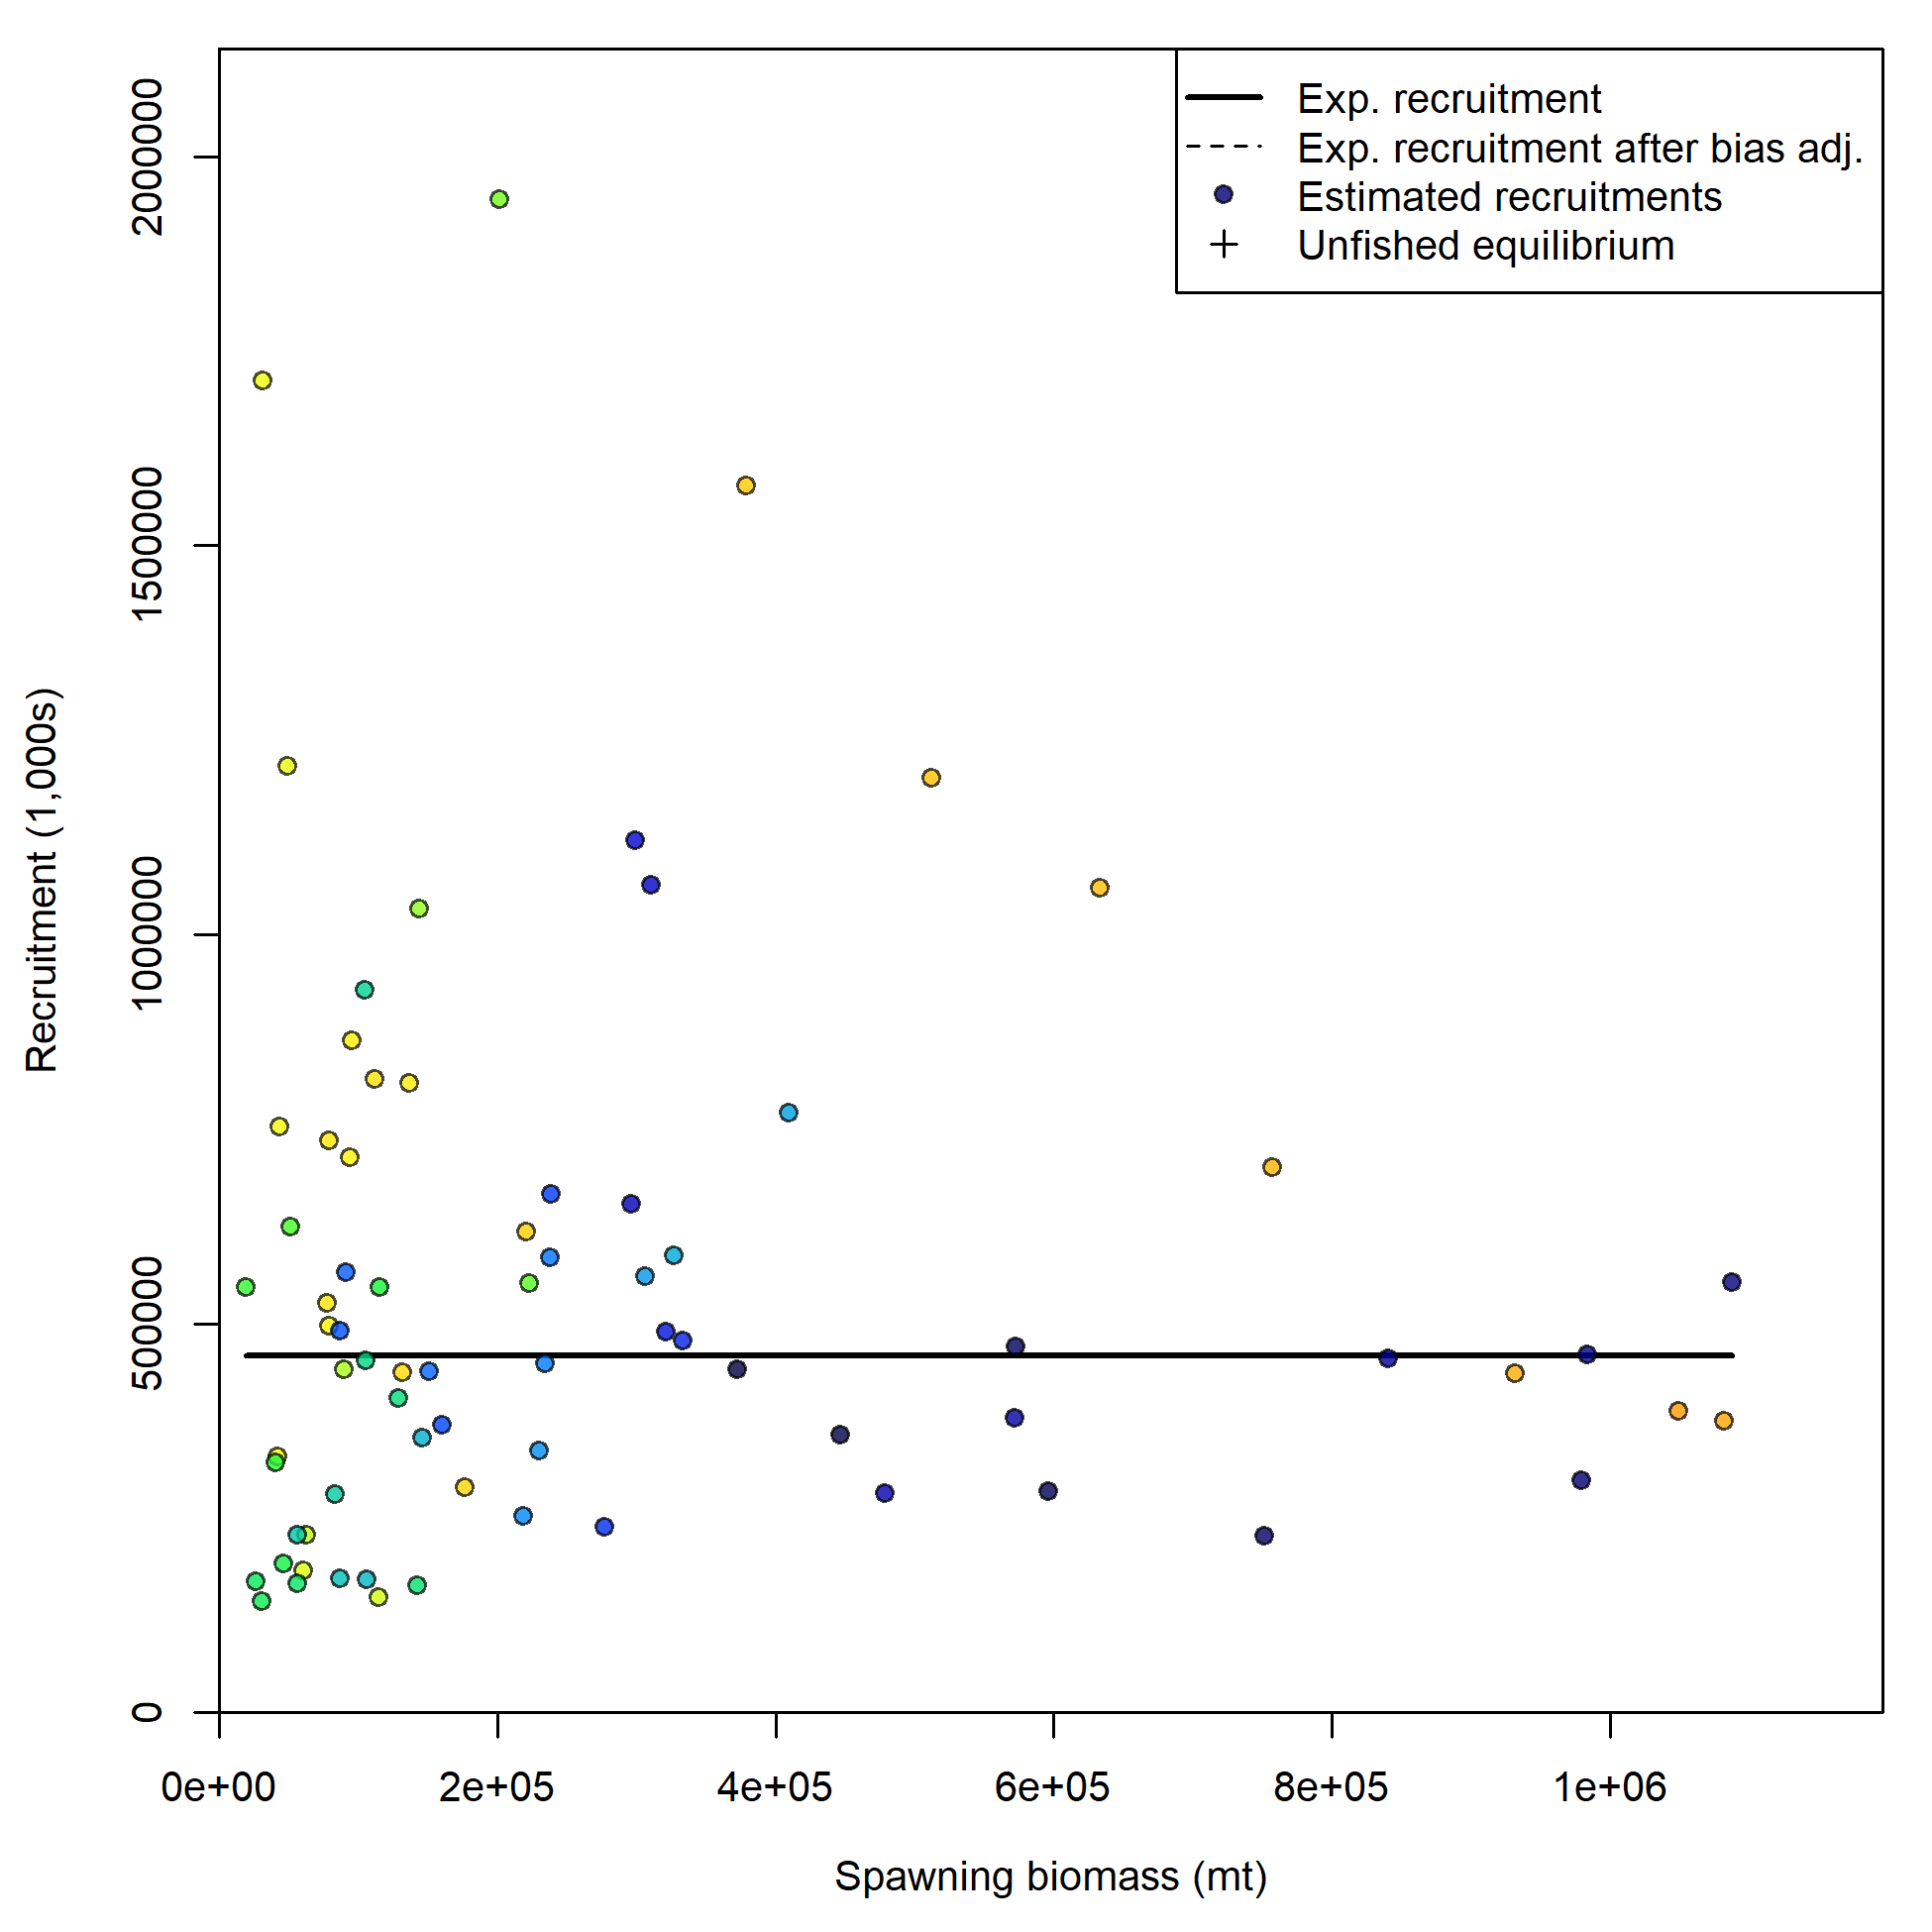 Exp. recruitment
Exp. recruitment after bias adj.
Estimated recruitments
Unfished equilibrium
2000000
1500000
1000000
500000
0
Recruitment (1,000s)
0e+00 2e+05 4e+05 6e+05 8e+05 1e+06
Spawning biomass (mt)